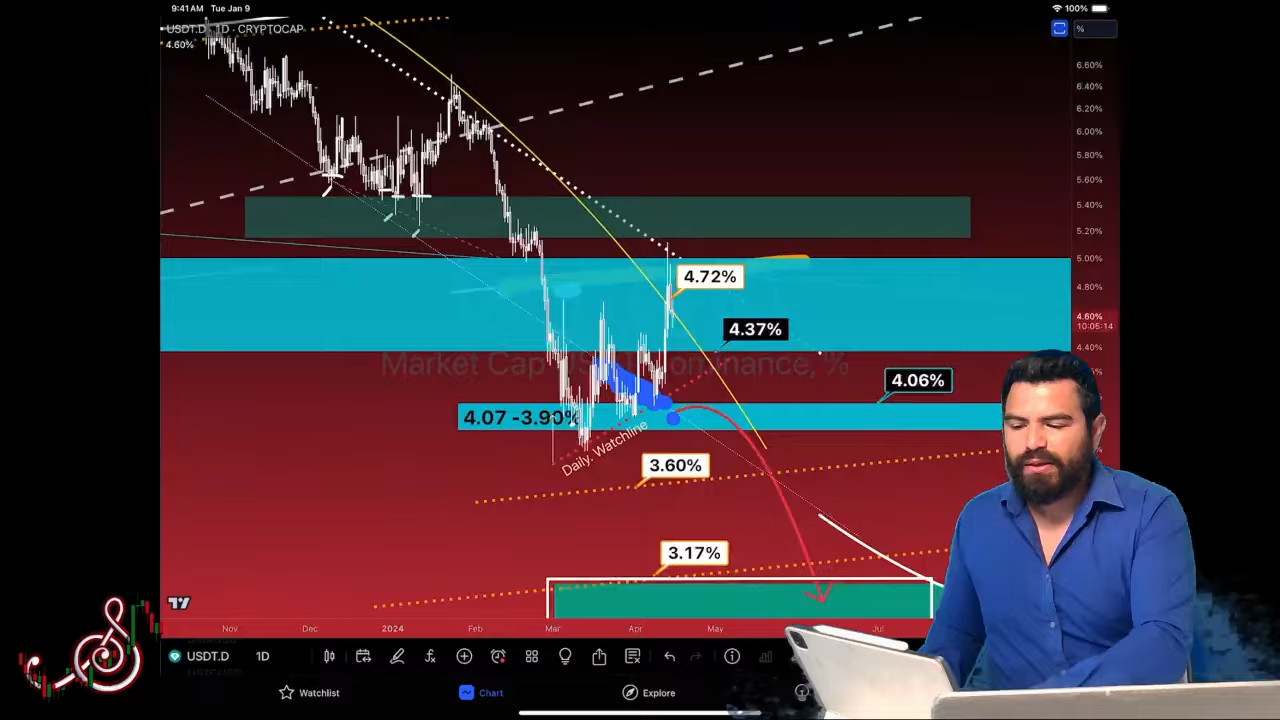 9:41 AM Tue Jan 9
100%
USDT.D · 1D · CRYPTOCAP
4.60%
%
6.60%
6.40%
6.20%
6.00%
5.80%
5.60%
5.40%
5.20%
5.00%
4.80%
4.60%
10:05:14
4.40%
4.72%
4.37%
4.06%
4.07 -3.90%
Daily. Watchline
3.60%
3.17%
Nov
Dec
2024
Feb
Mar
Apr
May
Jul
USDT.D
1D
Watchlist
Chart
Explore